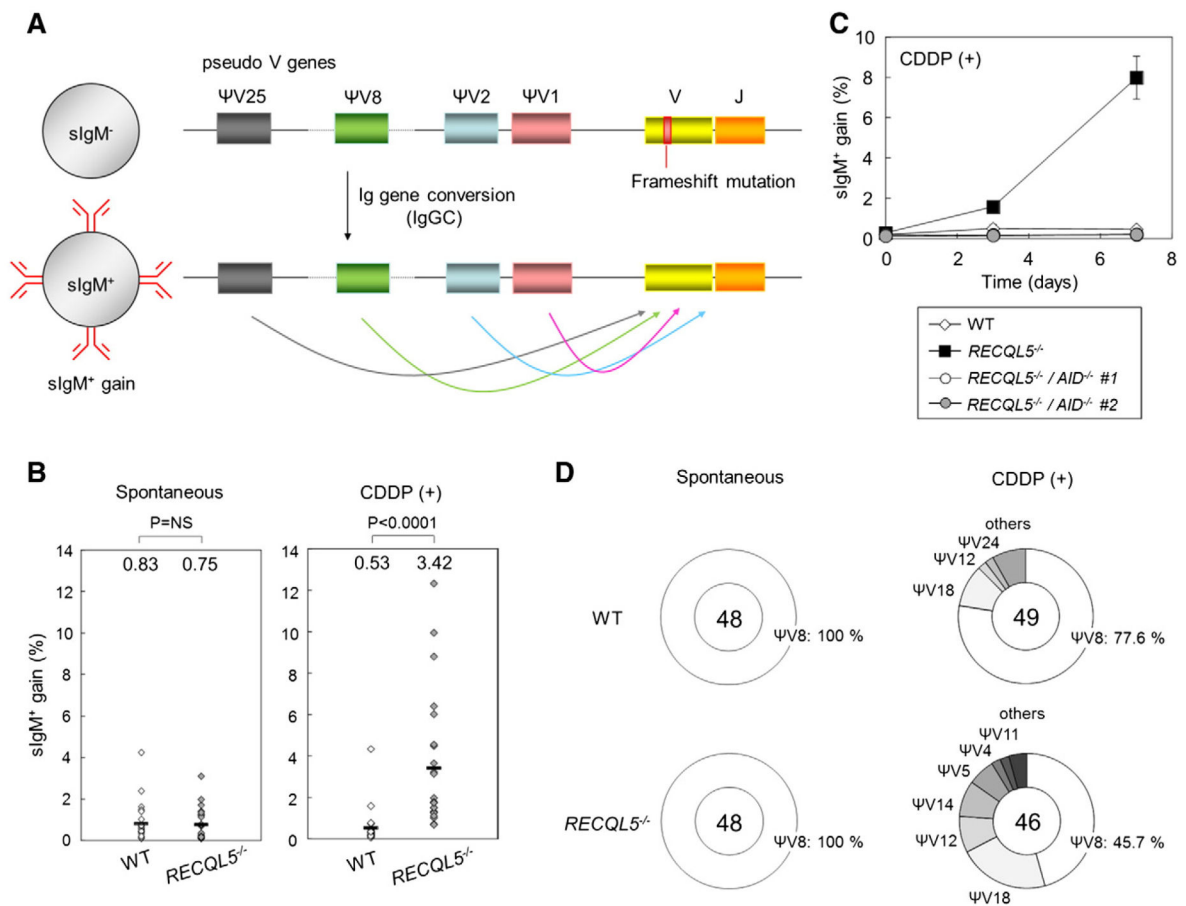 A
pseudo V genes
ΨV25
ΨV8
ΨV2
ΨV1
V
J
sIgM-
Frameshift mutation
Ig gene conversion
(IgGC)
sIgM+
sIgM+ gain
C
CDDP (+)
sIgM+ gain (%)
10
8
6
4
2
0
0
2
4
6
8
Time (days)
WT
RECQL5-/-
RECQL5-/- / AID-/- #1
RECQL5-/- / AID-/- #2
B
Spontaneous
P=NS
0.83
0.75
sIgM+ gain (%)
14
12
10
8
6
4
2
0
WT
RECQL5-/-
CDDP (+)
P<0.0001
0.53
3.42
14
12
10
8
6
4
2
0
WT
RECQL5-/-
D
Spontaneous
CDDP (+)
WT
48
ΨV8: 100 %
others
ΨV24
ΨV12
ΨV18
49
ΨV8: 77.6 %
RECQL5-/-
48
ΨV8: 100 %
others
ΨV11
ΨV4
ΨV5
ΨV14
ΨV12
ΨV18
46
ΨV8: 45.7 %